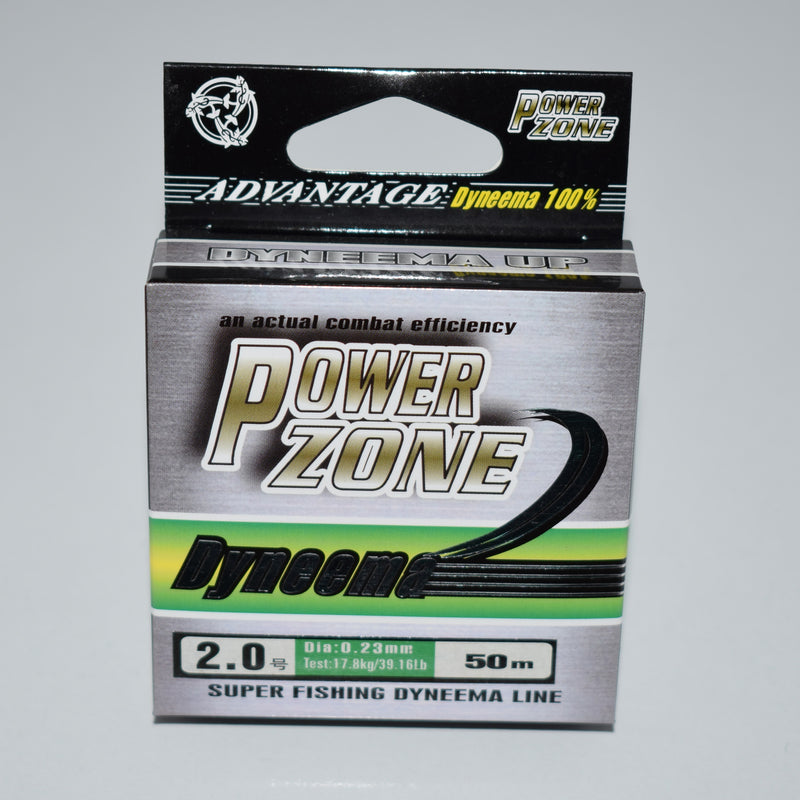 POWER ZONE
ADVANTAGE Dyneema 100%
DYNEEMA UP
an actual combat efficiency
POWER
ZONE
Dyneema
2.0号
Dia:0.23mm
Test:17.8kg/39.16Lb
50m
SUPER FISHING DYNEEMA LINE